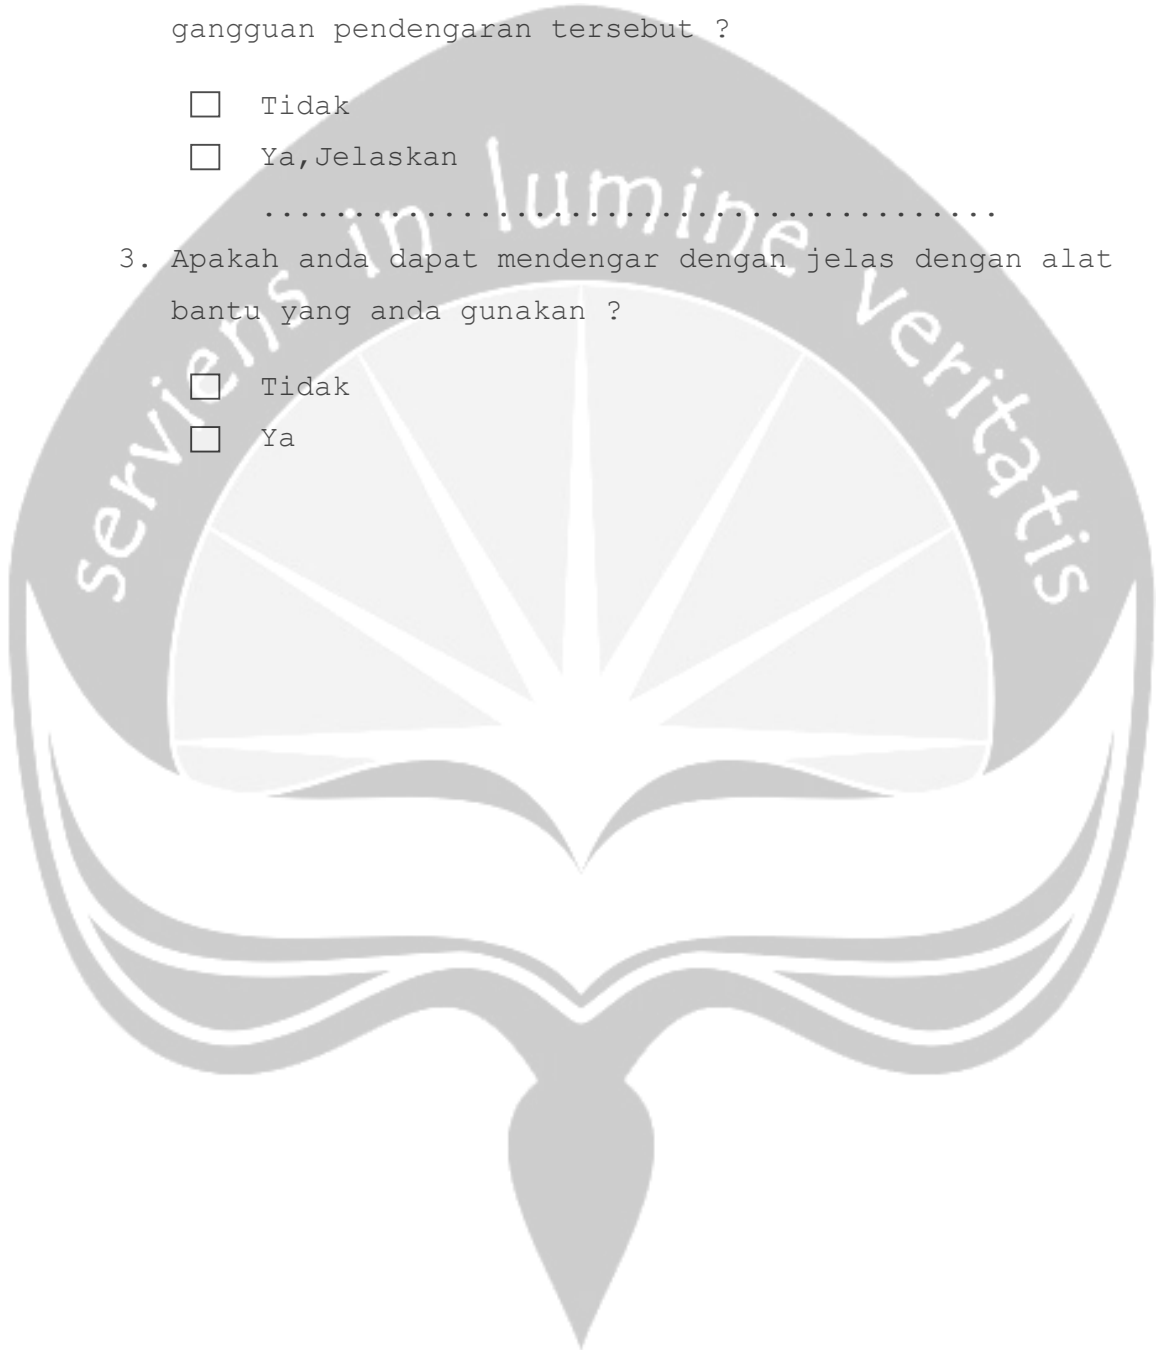 gangguan pendengaran tersebut ?
Tidak
Ya,Jelaskan
.........................................
3. Apakah anda dapat mendengar dengan jelas dengan alat
bantu yang anda gunakan ?
Tidak
Ya
serviens in lumine veritatis